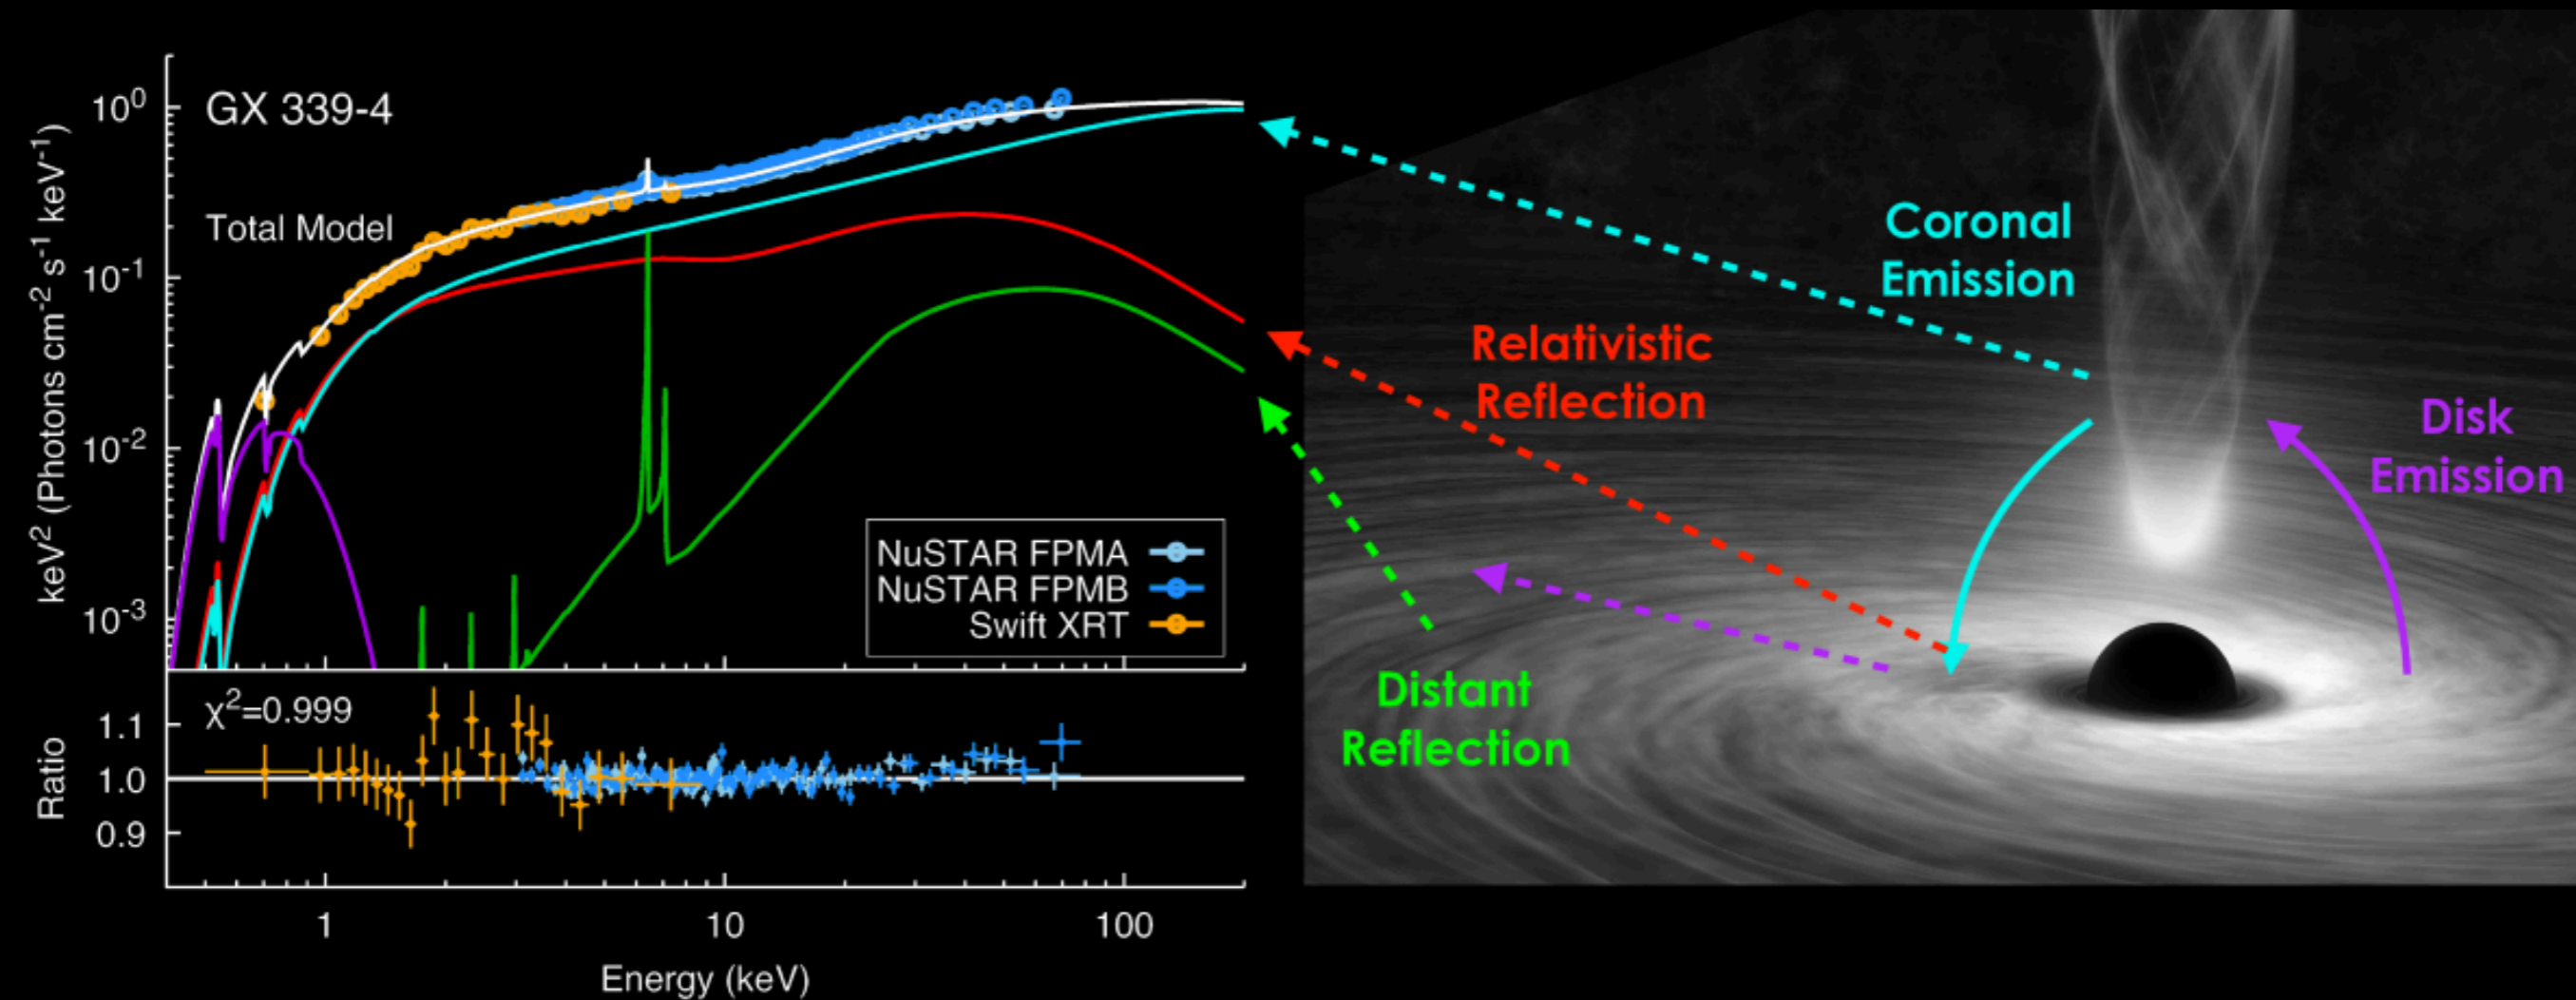 GX 339-4
Total Model
keV² (Photons cm⁻² s⁻¹ keV⁻¹)
10⁰
10⁻¹
10⁻²
10⁻³
NuSTAR FPMA
NuSTAR FPMB
Swift XRT
χ²=0.999
Ratio
1.1
1.0
0.9
1 10 100
Energy (keV)
Coronal
Emission
Relativistic
Reflection
Disk
Emission
Distant
Reflection